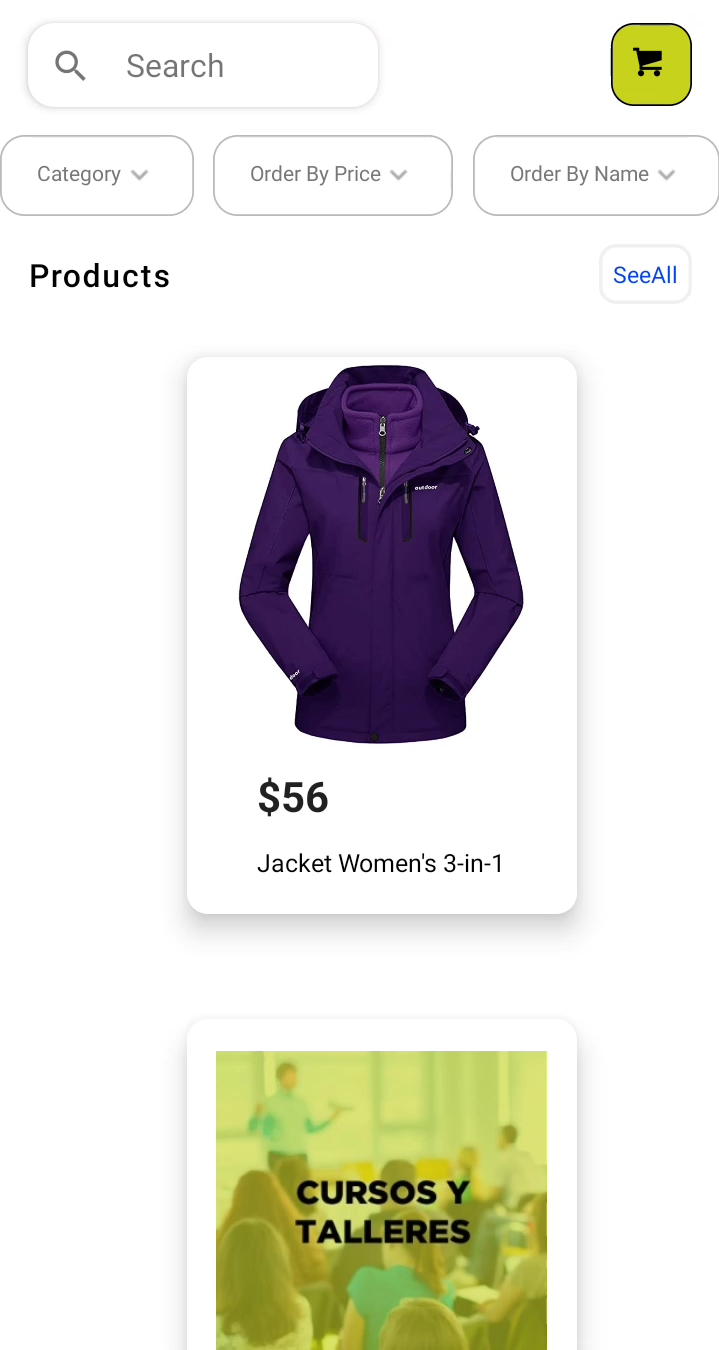 Search
Category
Order By Price
Order By Name
Products
SeeAll
outdoor
door
$56
Jacket Women's 3-in-1
CURSOS Y
TALLERES